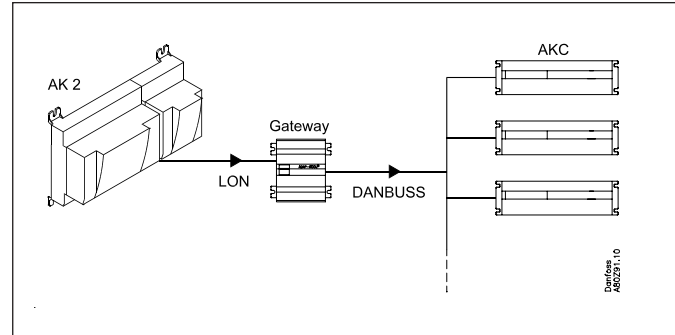 AKC
AK 2
Gateway
LON
DANBUSS
Danfoss
A80Z91.10